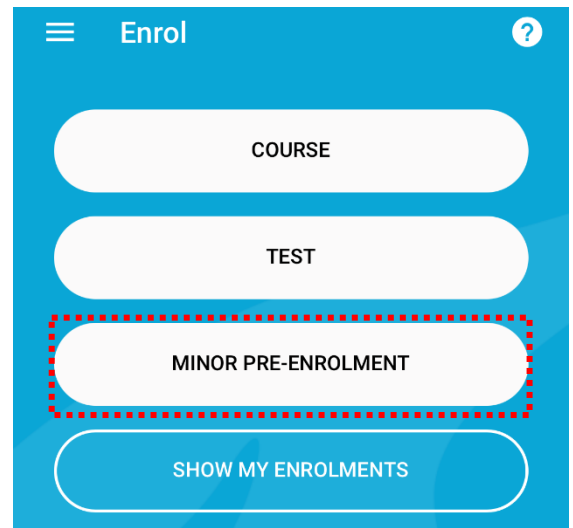 Enrol
?
COURSE
TEST
MINOR PRE-ENROLMENT
SHOW MY ENROLMENTS